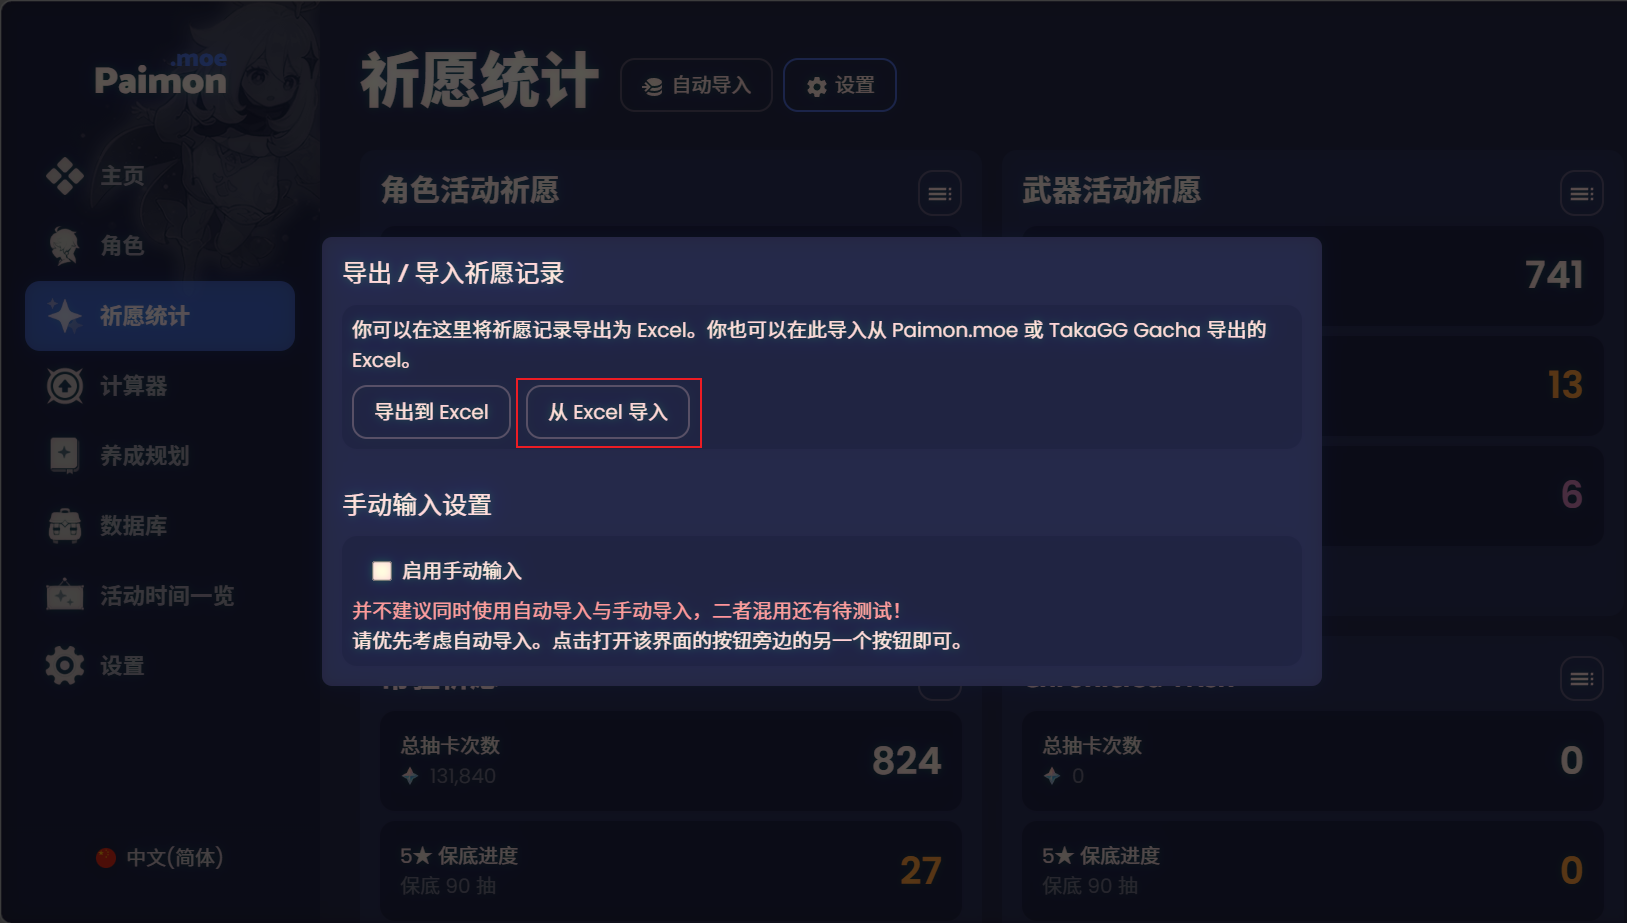 Paimon
.moe
主页
角色
祈愿统计
计算器
养成规划
数据库
活动时间一览
设置
中文(简体)
祈愿统计
自动导入
设置
角色活动祈愿
武器活动祈愿
741
13
6
导出 / 导入祈愿记录
你可以在这里将祈愿记录导出为 Excel。你也可以在此导入从 Paimon.moe 或 TakaGG Gacha 导出的
Excel。
导出到 Excel
从 Excel 导入
手动输入设置
启用手动输入
并不建议同时使用自动导入与手动导入，二者混用还有待测试！
请优先考虑自动导入。点击打开该界面的按钮旁边的另一个按钮即可。
总抽卡次数
131,840
824
5★ 保底进度
保底 90 抽
27
总抽卡次数
0
0
5★ 保底进度
保底 90 抽
0